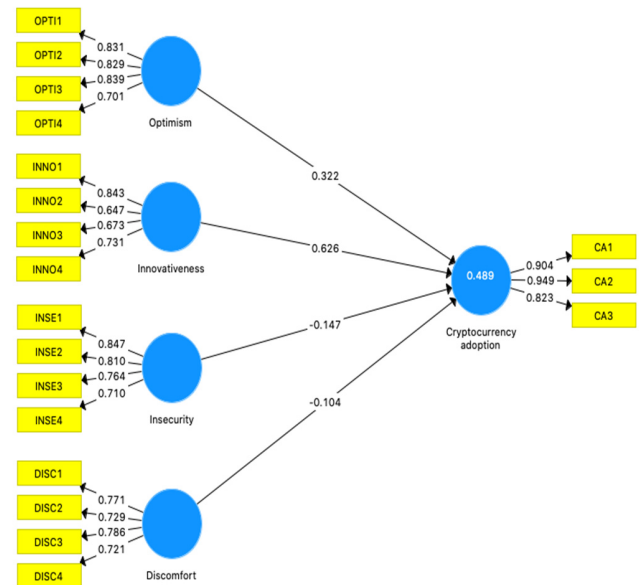 OPTI1
0.831
OPTI2
0.829
0.839
OPTI3
0.701
OPTI4
Optimism
0.322
INNO1
0.843
INNO2
0.647
0.673
INNO3
0.731
INNO4
Innovativeness
0.626
INSE1
0.847
INSE2
0.810
0.764
INSE3
0.710
INSE4
Insecurity
-0.147
DISC1
0.771
DISC2
0.729
0.786
DISC3
0.721
DISC4
Discomfort
-0.104
0.489
Cryptocurrency
adoption
CA1
0.904
CA2
0.949
0.823
CA3